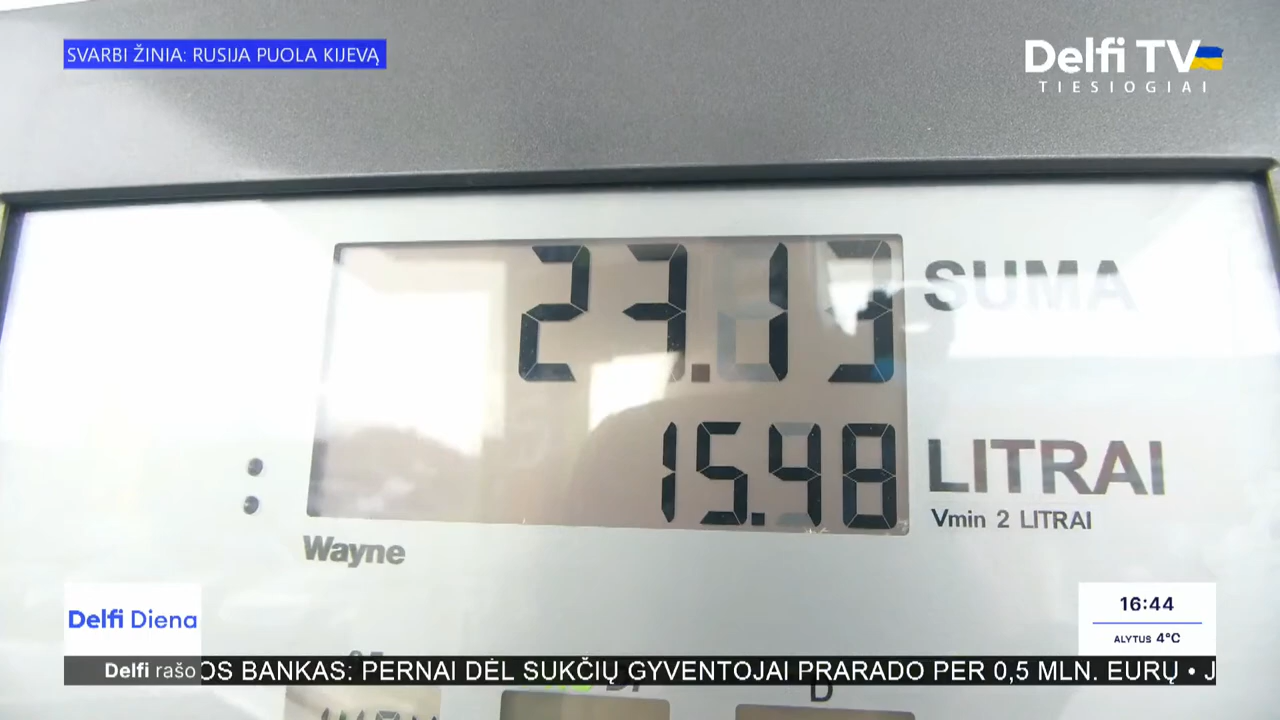 SVARBI ŽINIA: RUSIJA PUOLA KIJEVĄ
Delfi TV
TIESIOGIAI
23.13 SUMA
15.98 LITRAI
Vmin 2 LITRAI
Wayne
Delfi Diena
16:44
ALYTUS 4°C
Delfi rašo OS BANKAS: PERNAI DĖL SUKČIŲ GYVENTOJAI PRARADO PER 0,5 MLN. EURŲ • J
D